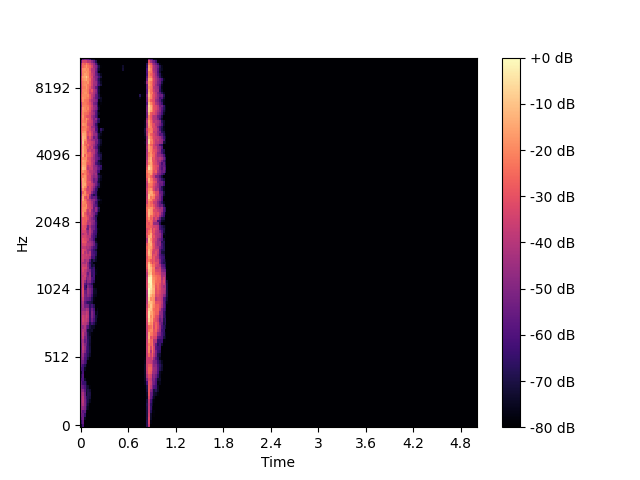 +0 dB
8192
-10 dB
4096
-20 dB
-30 dB
2048
Hz
-40 dB
1024
-50 dB
-60 dB
512
-70 dB
0
-80 dB
0 0.6 1.2 1.8 2.4 3 3.6 4.2 4.8
Time